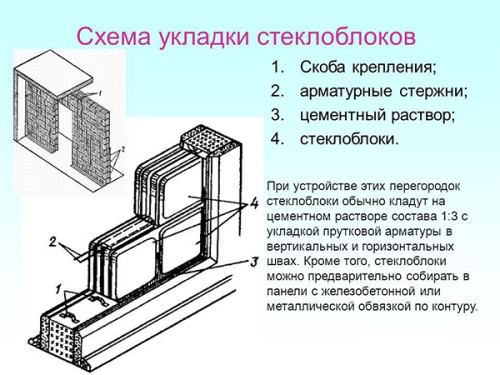 Схема укладки стеклоблоков
1. Скоба крепления;
2. арматурные стержни;
3. цементный раствор;
4. стеклоблоки.
При устройстве этих перегородок
стеклоблоки обычно кладут на
цементном растворе состава 1:3 с
укладкой прутковой арматуры в
вертикальных и горизонтальных
швах. Кроме того, стеклоблоки
можно предварительно собирать в
панели с железобетонной или
металлической обвязкой по контуру.
1
2
4
2
3
1